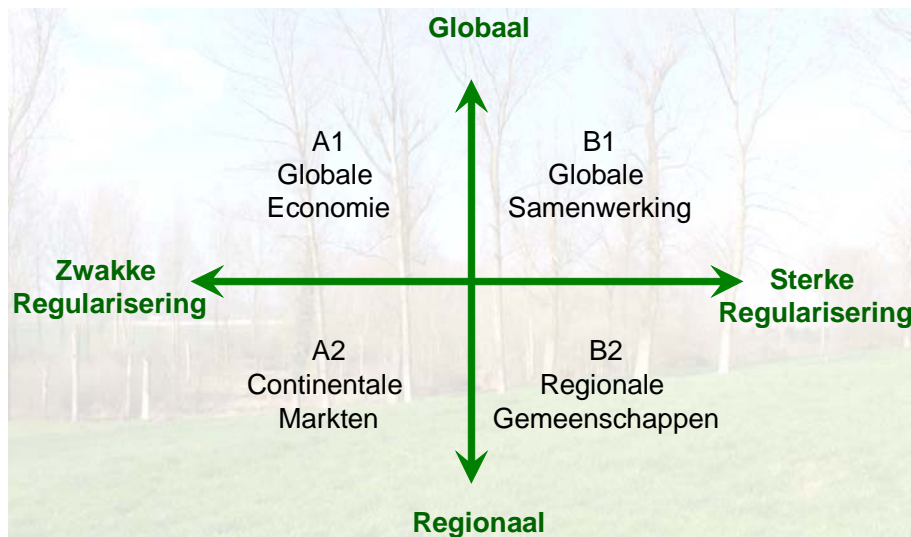 Globaal
A1
Globale
Economie
B1
Globale
Samenwerking
Zwakke
Regularisering
Sterke
Regularisering
A2
Continentale
Markten
B2
Regionale
Gemeenschappen
Regionaal